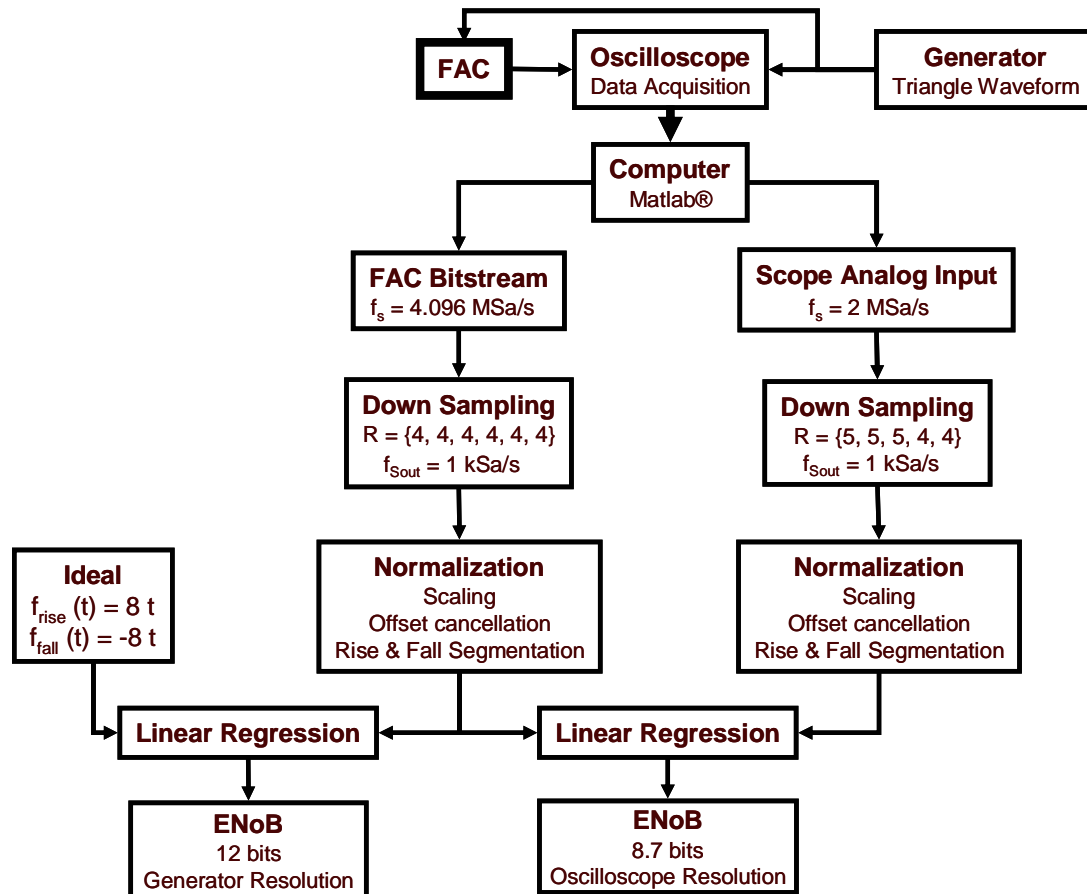 FAC
Oscilloscope
Data Acquisition
Generator
Triangle Waveform
Computer
Matlab®
FAC Bitstream
fs = 4.096 MSa/s
Scope Analog Input
fs = 2 MSa/s
Down Sampling
R = {4, 4, 4, 4, 4, 4}
fSout = 1 kSa/s
Down Sampling
R = {5, 5, 5, 4, 4}
fSout = 1 kSa/s
Ideal
frise (t) = 8 t
ffall (t) = -8 t
Normalization
Scaling
Offset cancellation
Rise & Fall Segmentation
Normalization
Scaling
Offset cancellation
Rise & Fall Segmentation
Linear Regression
Linear Regression
ENoB
12 bits
Generator Resolution
ENoB
8.7 bits
Oscilloscope Resolution